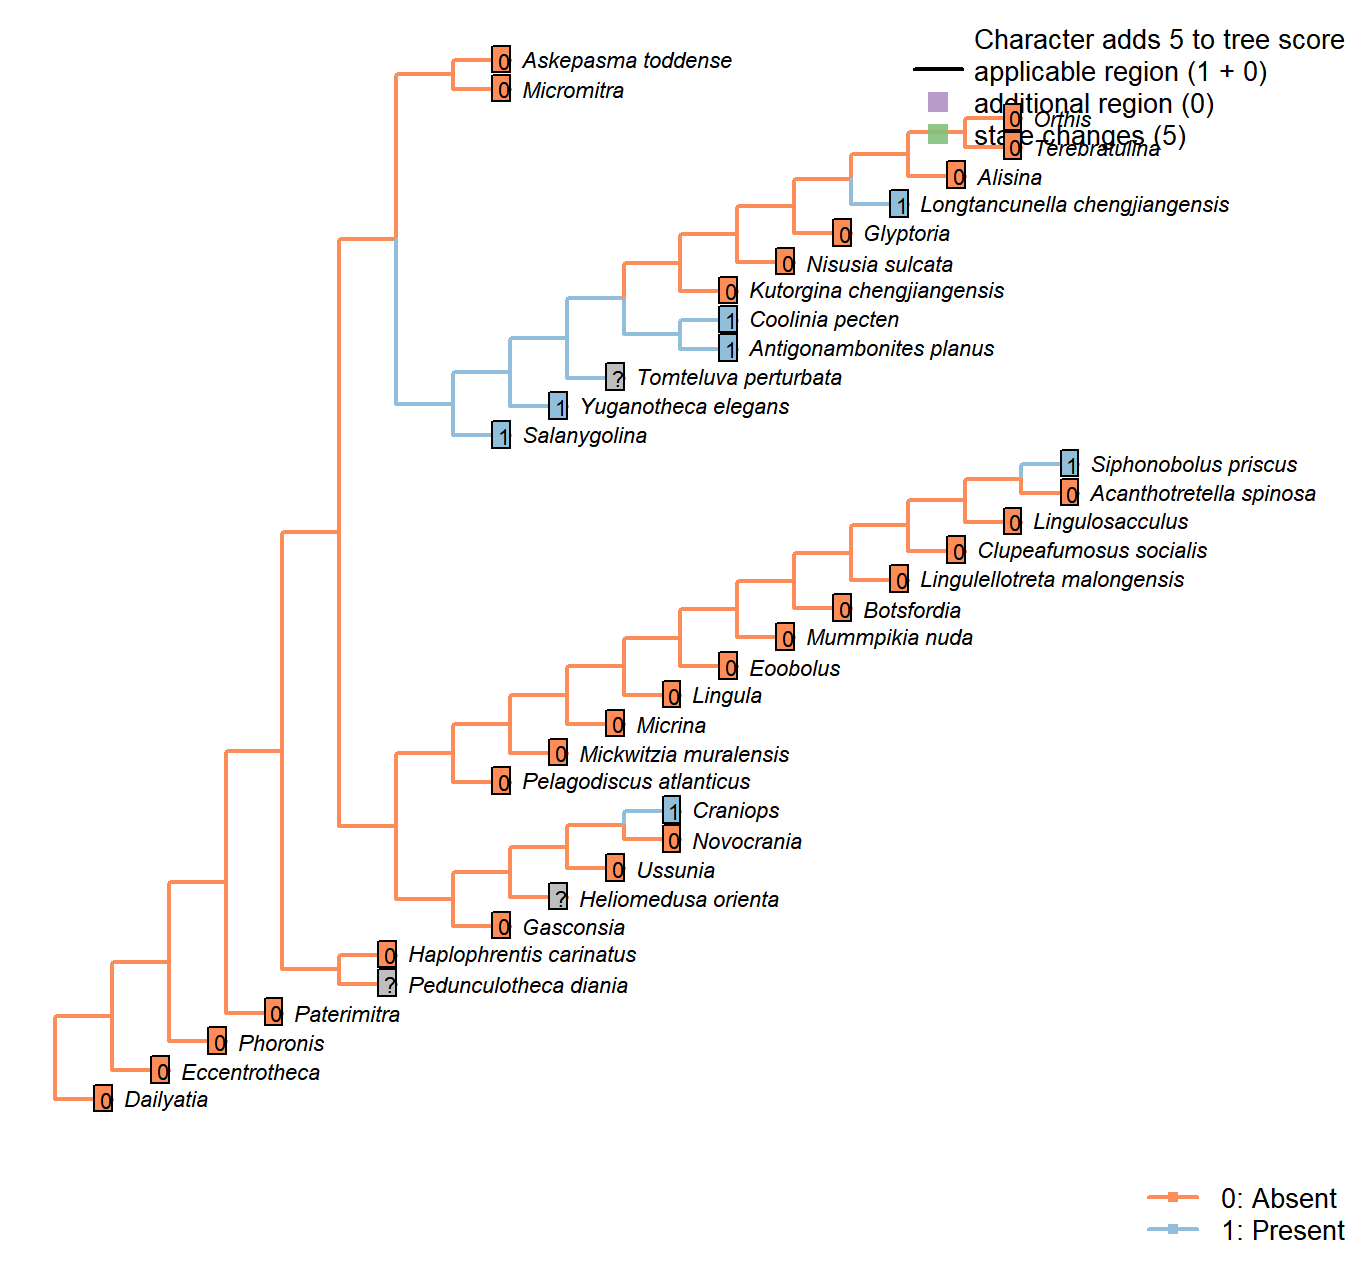 Character adds 5 to tree score
applicable region (1 + 0)
additional region (0)
state changes (5)
0 Askepasma toddense
0 Micromitra
0 Orthis
0 Terebratulina
0 Alisina
1 Longtancunella chengjiangensis
0 Glyptoria
0 Nisusia sulcata
0 Kutorgina chengjiangensis
1 Coolinia pecten
1 Antigonambonites planus
? Tomteluva perturbata
1 Yuganotheca elegans
1 Salanygolina
1 Siphonobolus priscus
0 Acanthotretella spinosa
0 Lingulosacculus
0 Clupeafumosus socialis
0 Lingulellotreta malongensis
0 Botsfordia
0 Mummpikia nuda
0 Eoobolus
0 Lingula
0 Micrina
0 Mickwitzia muralensis
0 Pelagodiscus atlanticus
1 Craniops
0 Novocrania
0 Ussunia
? Heliomedusa orienta
0 Gasconsia
0 Haplophrentis carinatus
? Pedunculotheca diania
0 Paterimitra
0 Phoronis
0 Eccentrotheca
0 Dailyatia
0: Absent
1: Present